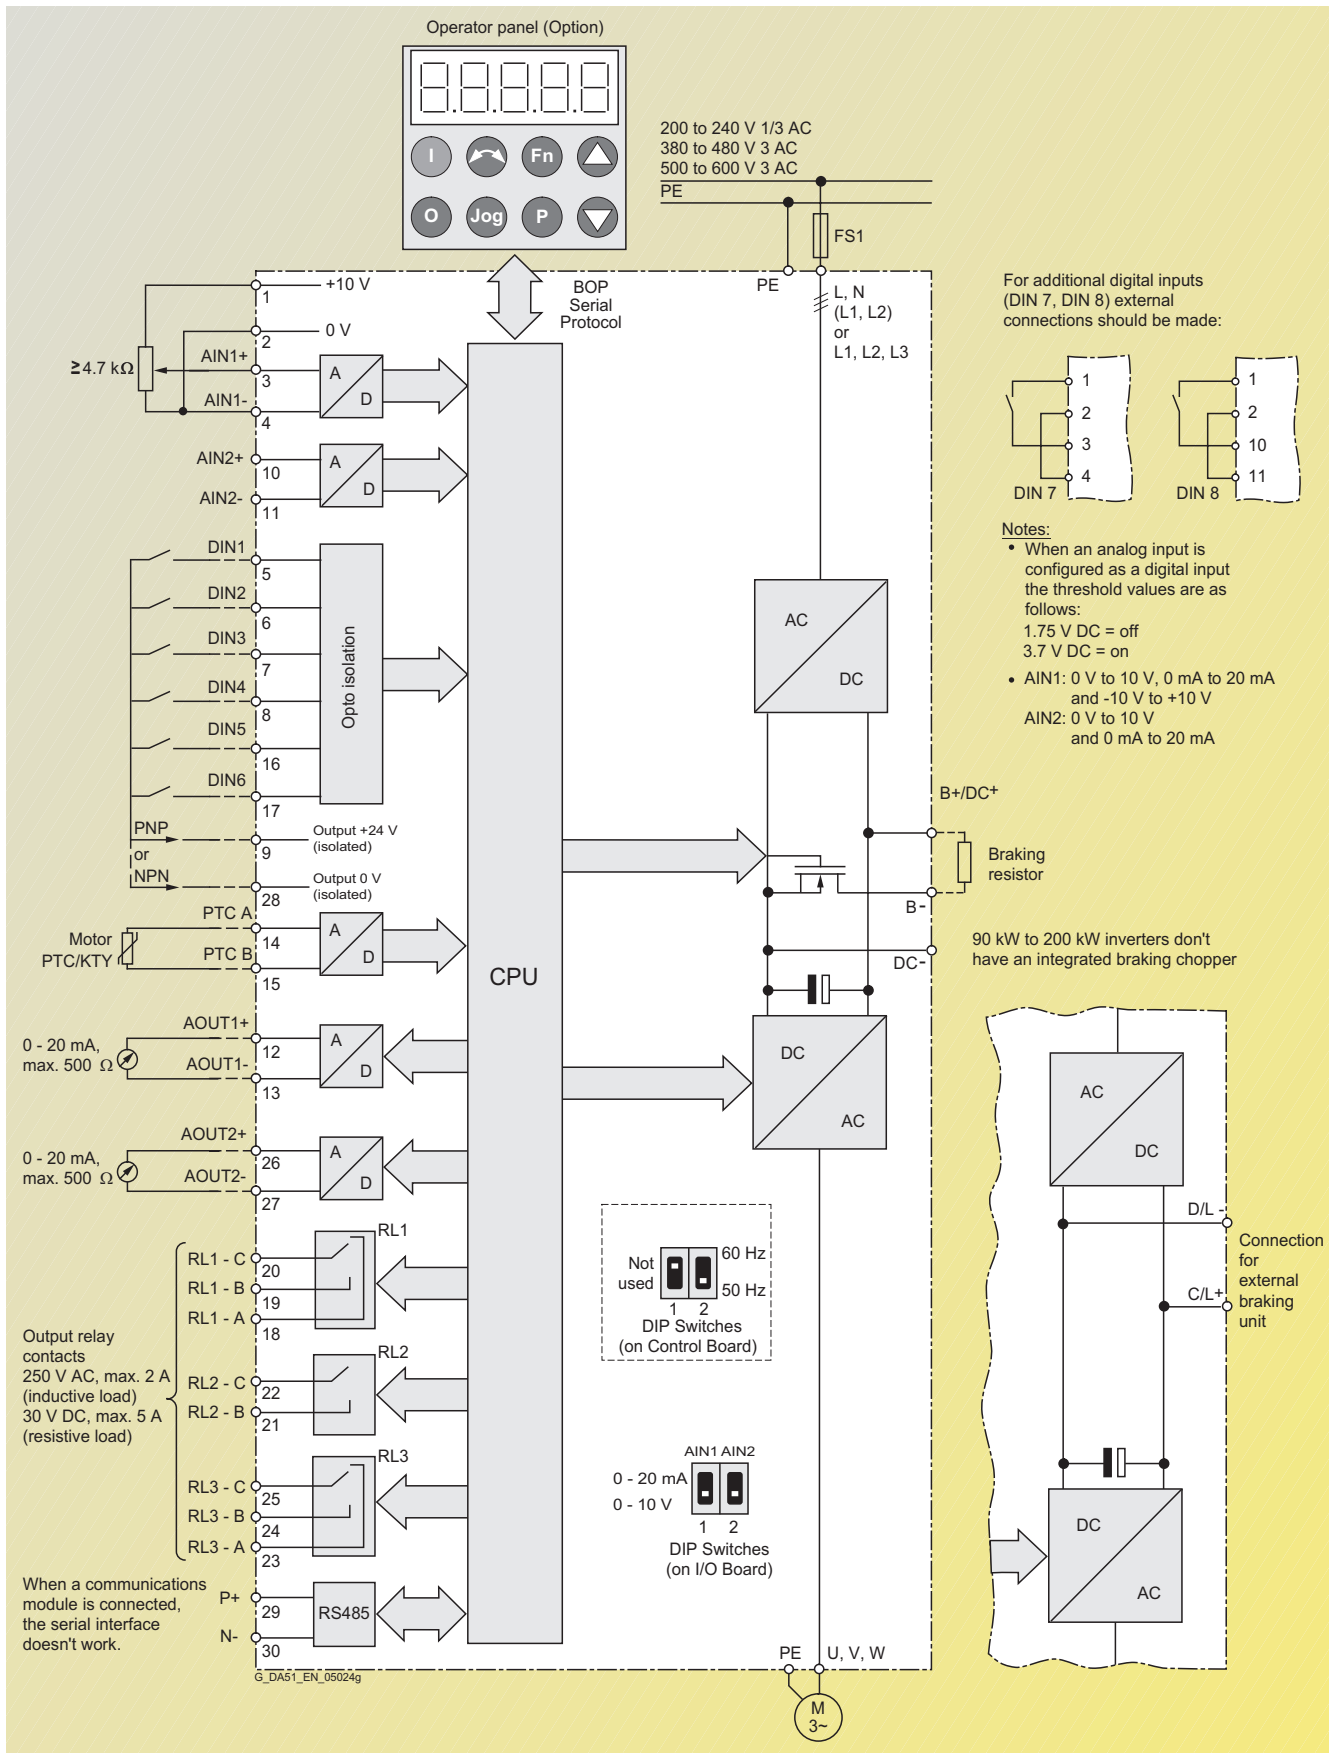 Operator panel (Option)
I
Fn
O
Jog
P
200 to 240 V 1/3 AC
380 to 480 V 3 AC
500 to 600 V 3 AC
PE
FS1
PE
L, N
(L1, L2)
or
L1, L2, L3
BOP
Serial
Protocol
1
+10 V
2
0 V
≥4.7 kΩ
AIN1+
3
AIN1-
4
A
D
AIN2+
10
AIN2-
11
A
D
DIN1
5
DIN2
6
DIN3
7
DIN4
8
DIN5
16
DIN6
17
Opto isolation
PNP
or
NPN
9
Output +24 V
(isolated)
28
Output 0 V
(isolated)
Motor
PTC/KTY
PTC A
14
PTC B
15
A
D
CPU
0 - 20 mA,
max. 500 Ω
AOUT1+
12
AOUT1-
13
A
D
0 - 20 mA,
max. 500 Ω
AOUT2+
26
AOUT2-
27
A
D
RL1
RL1 - C
20
RL1 - B
19
RL1 - A
18
Output relay
contacts
250 V AC, max. 2 A
(inductive load)
30 V DC, max. 5 A
(resistive load)
RL2
RL2 - C
22
RL2 - B
21
RL3
RL3 - C
25
RL3 - B
24
RL3 - A
23
When a communications
module is connected,
the serial interface
doesn't work.
P+
29
N-
30
RS485
G_DA51_EN_05024g
AC
DC
B+/DC+
Braking
resistor
B-
DC-
DC
AC
Not
used
60 Hz
50 Hz
1 2
DIP Switches
(on Control Board)
AIN1 AIN2
0 - 20 mA
0 - 10 V
1 2
DIP Switches
(on I/O Board)
PE
U, V, W
M
3~
For additional digital inputs
(DIN 7, DIN 8) external
connections should be made:
1
2
3
4
DIN 7
1
2
10
11
DIN 8
Notes:
• When an analog input is
configured as a digital input
the threshold values are as
follows:
1.75 V DC = off
3.7 V DC = on
• AIN1: 0 V to 10 V, 0 mA to 20 mA
and -10 V to +10 V
AIN2: 0 V to 10 V
and 0 mA to 20 mA
90 kW to 200 kW inverters don't
have an integrated braking chopper
AC
DC
D/L -
C/L+
Connection
for
external
braking
unit
DC
AC